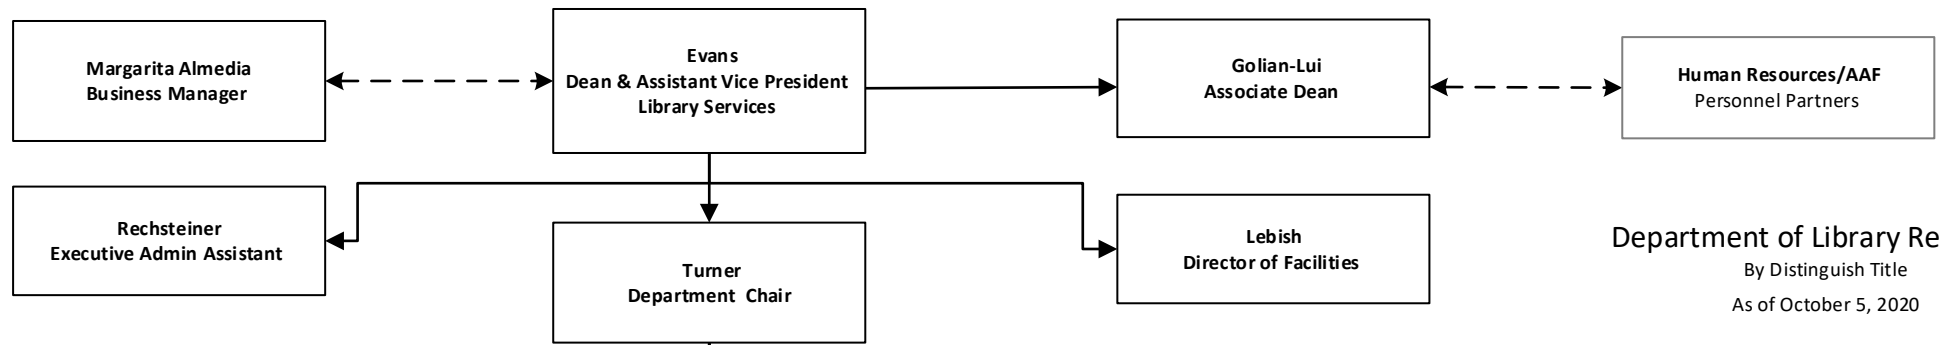 Margarita Almedia
Business Manager
Evans
Dean & Assistant Vice President
Library Services
Golian-Lui
Associate Dean
Human Resources/AAF
Personnel Partners
Rechsteiner
Executive Admin Assistant
Turner
Department Chair
Lebish
Director of Facilities
Department of Library Re
By Distinguish Title
As of October 5, 2020